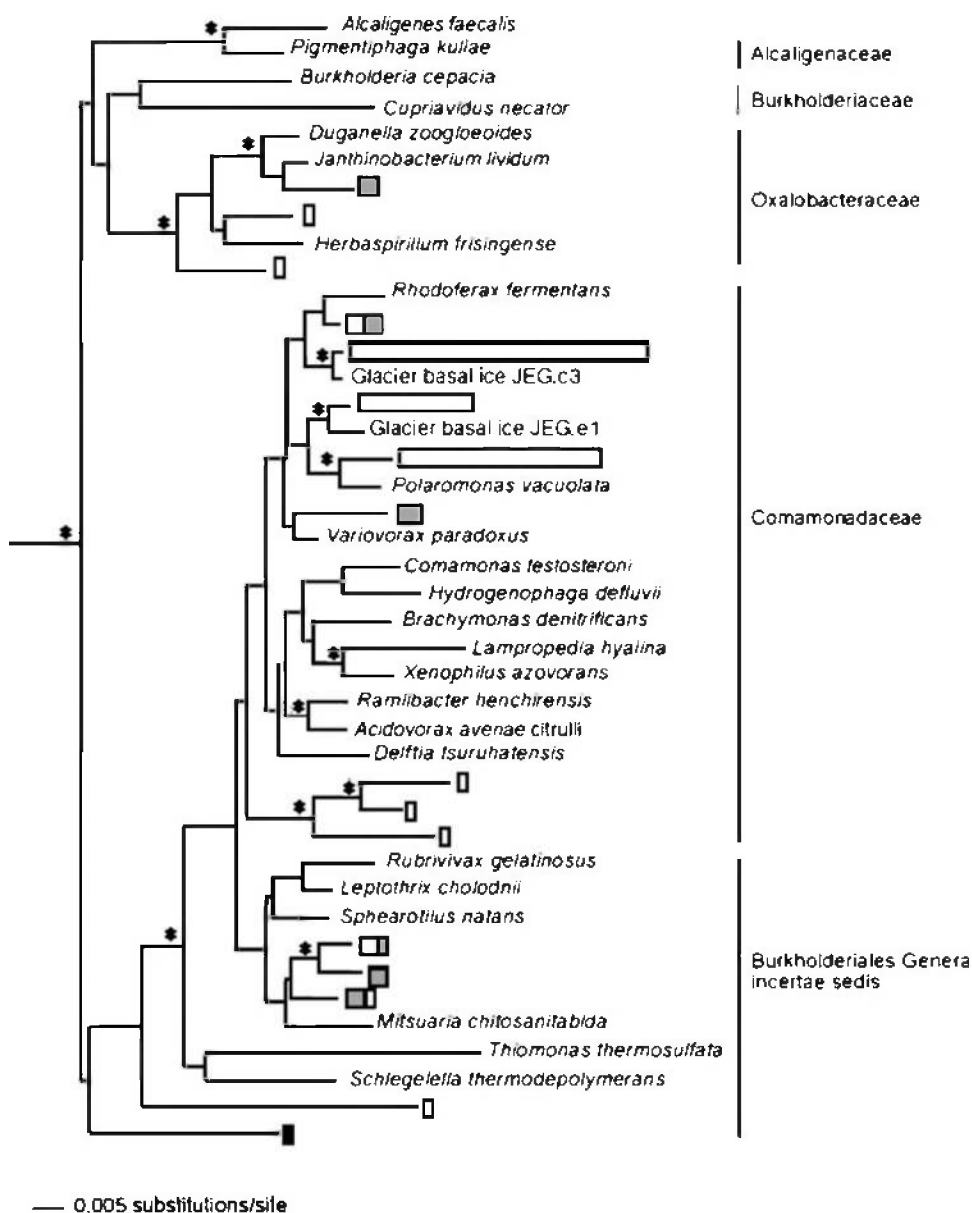 Alcaligenes faecalis
Pigmentiphaga kullae
Alcaligenaceae
Burkholderia cepacia
Burkholderiaceae
Cupriavidus necator
Duganella zoogloeoides
Janthinobacterium lividum
Oxalobacteraceae
Herbaspirillum frisingense
Rhodoferax fermentans
Glacier basal ice JEG.c3
Glacier basal ice JEG.e1
Polaromonas vacuolata
Comamonadaceae
Variovorax paradoxus
Comamonas testosteroni
Hydrogenophaga defluvii
Brachymonas denitrificans
Lampropedia hyalina
Xenophilus azovorans
Ramlibacter henchirensis
Acidovorax avenae citrulli
Delftia tsuruhatensis
Rubrivivax gelatinosus
Leptothrix cholodnii
Sphearotilus natans
Burkholderiales Genera
incertae sedis
Mitsuaria chitosanitabida
Thiomonas thermosulfata
Schlegelella thermodepolymerans
0.005 substitutions/site